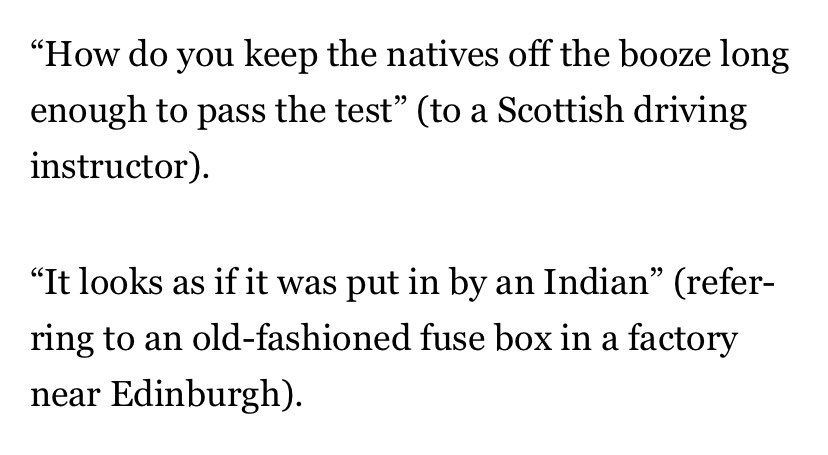 “How do you keep the natives off the booze long
enough to pass the test” (to a Scottish driving
instructor).
“It looks as if it was put in by an Indian” (refer-
ring to an old-fashioned fuse box in a factory
near Edinburgh).